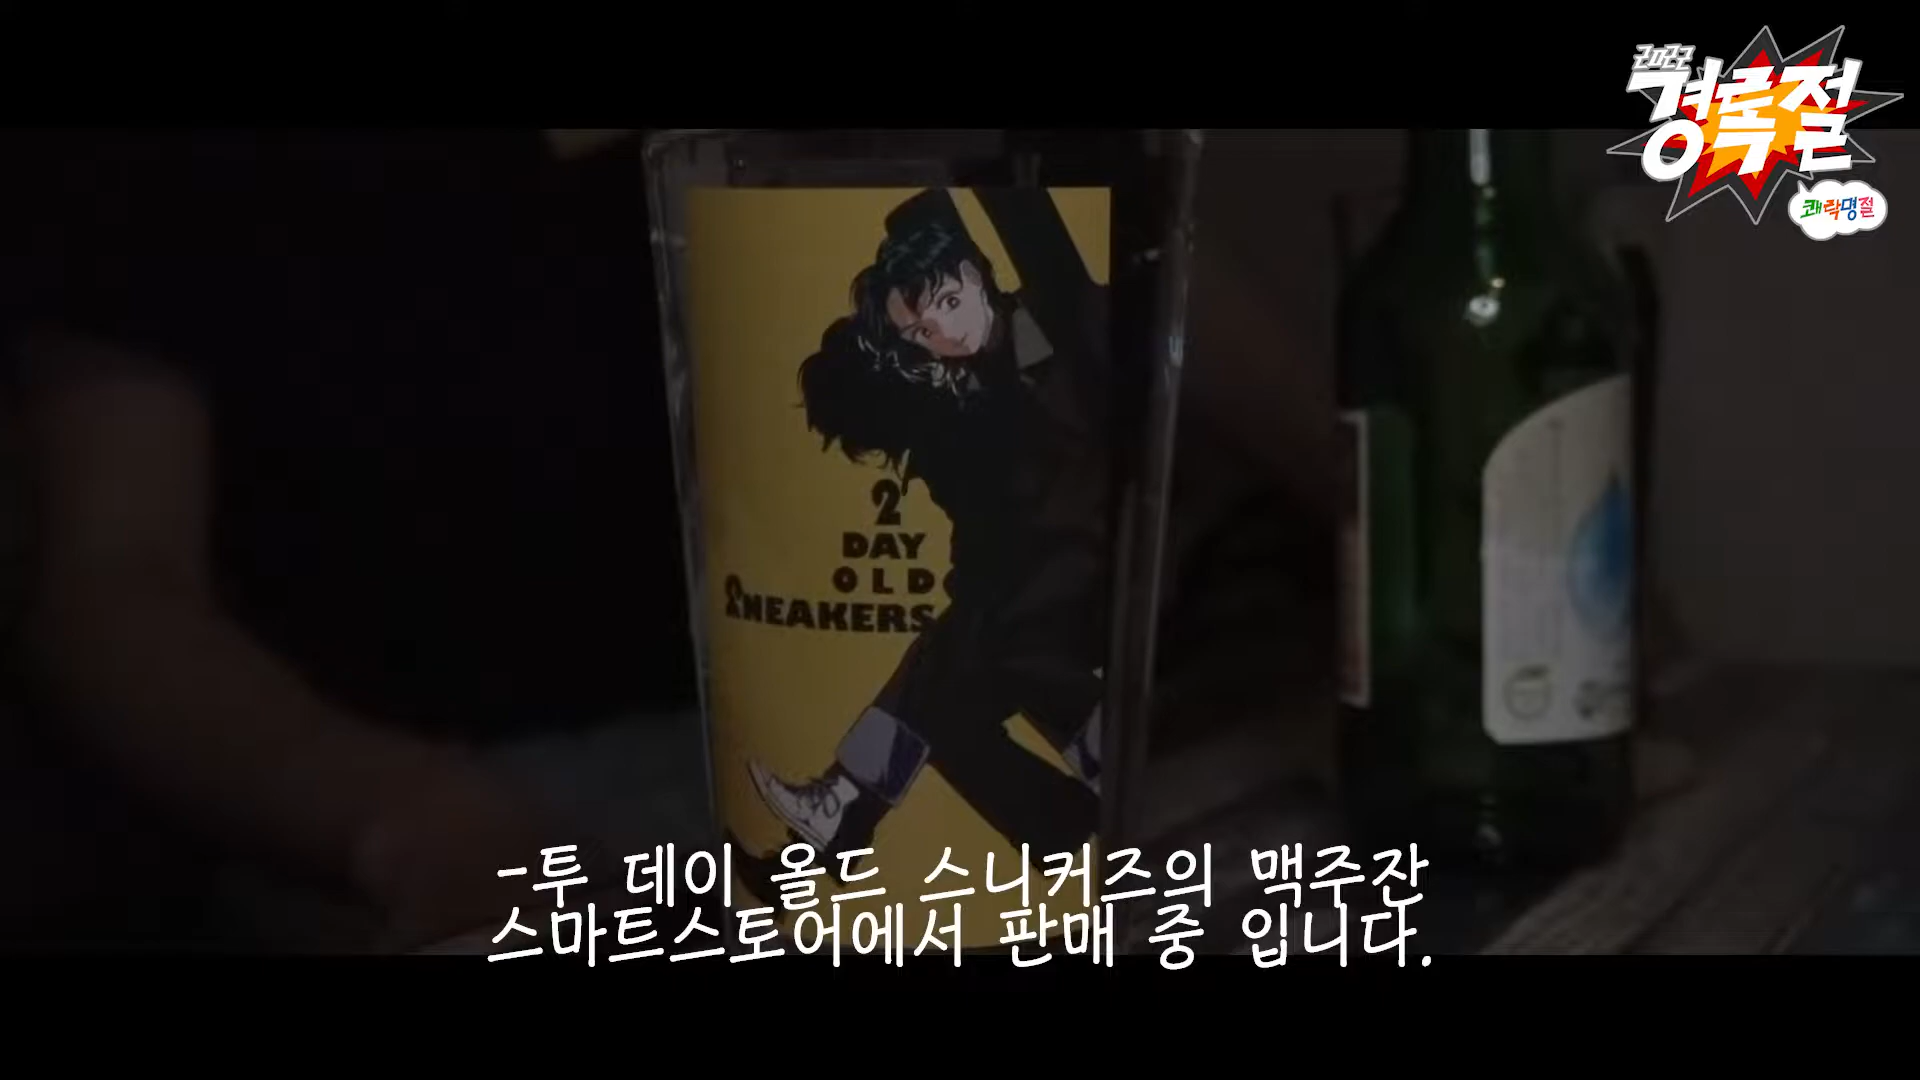 2022
경록절
쾌락명절
2
DAY
OLD
SNEAKERS
-투 데이 올드 스니커즈의 맥주잔
스마트스토어에서 판매 중 입니다.